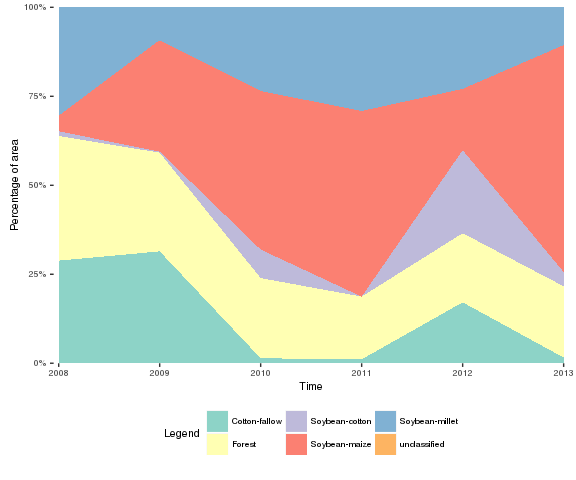 100%
75%
50%
25%
0%
Percentage of area
2008 2009 2010 2011 2012 2013
Time
Legend
Cotton-fallow Soybean-cotton Soybean-millet
Forest Soybean-maize unclassified